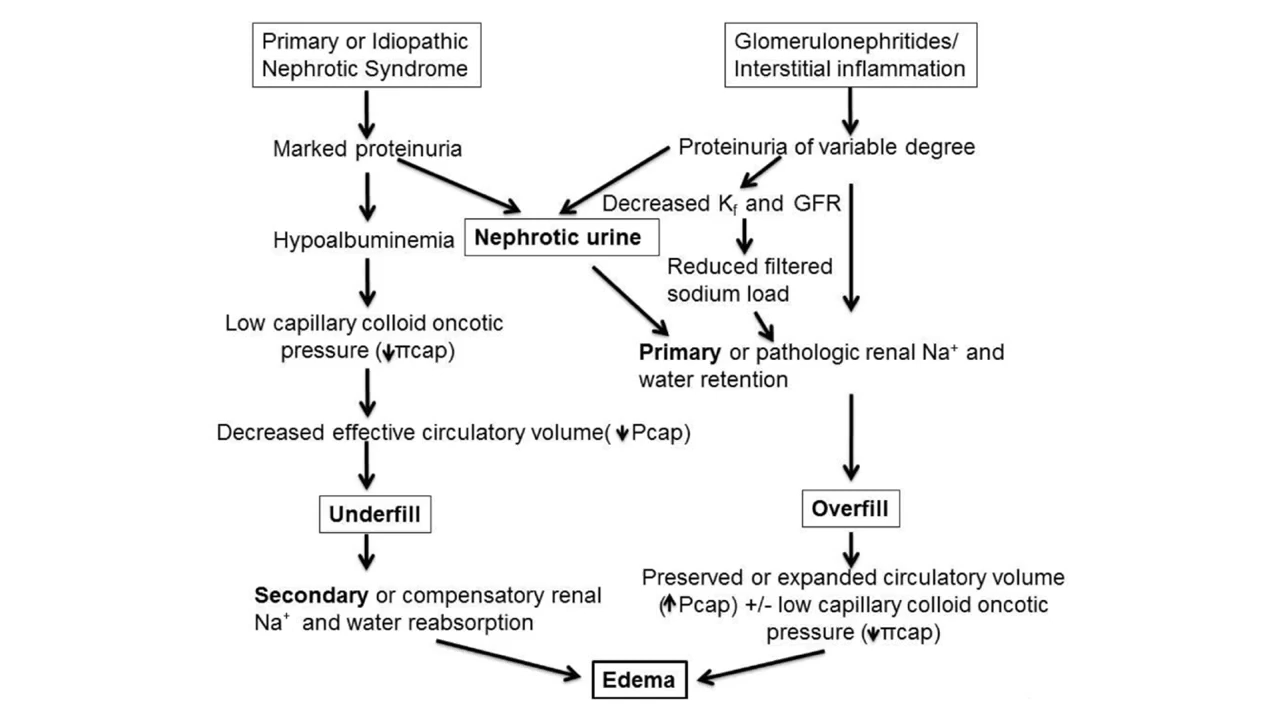 Primary or Idiopathic
Nephrotic Syndrome
Marked proteinuria
Hypoalbuminemia
Low capillary colloid oncotic
pressure (↓πcap)
Decreased effective circulatory volume(↓Pcap)
Underfill
Secondary or compensatory renal
Na⁺ and water reabsorption
Nephrotic urine
Glomerulonephritides/
Interstitial inflammation
Proteinuria of variable degree
Decreased Kf and GFR
Reduced filtered
sodium load
Primary or pathologic renal Na⁺ and
water retention
Overfill
Preserved or expanded circulatory volume
(↑Pcap) +/- low capillary colloid oncotic
pressure (↓πcap)
Edema